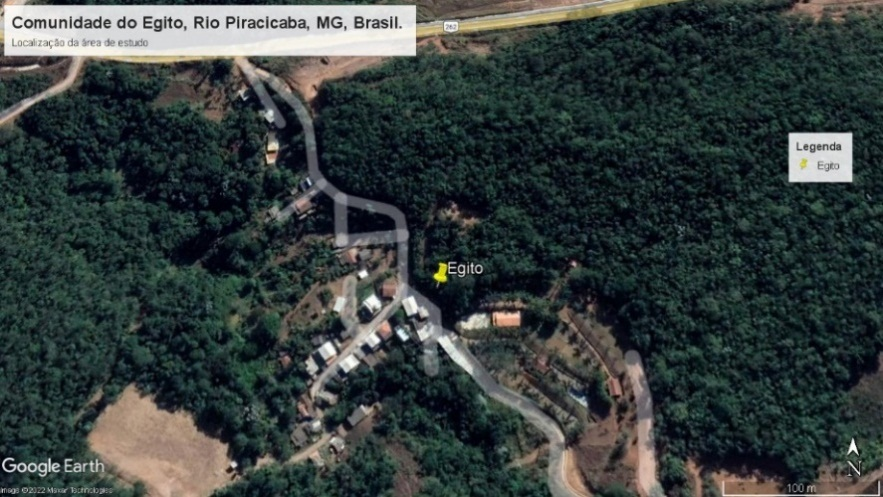 Comunidade do Egito, Rio Piracicaba, MG, Brasil.
Localização da área de estudo
262
Legenda
Egito
Egito
Google Earth
Image ©2022 Maxar Technologies
N
100 m